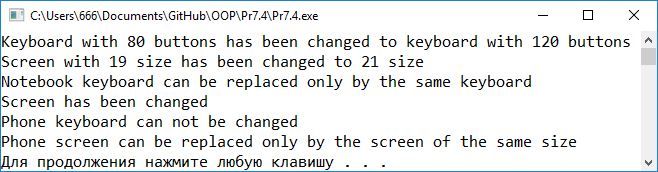 C:\Users\666\Documents\GitHub\OOP\Pr7.4\Pr7.4.exe
Keyboard with 80 buttons has been changed to keyboard with 120 buttons
Screen with 19 size has been changed to 21 size
Notebook keyboard can be replaced only by the same keyboard
Screen has been changed
Phone keyboard can not be changed
Phone screen can be replaced only by the screen of the same size
Для продолжения нажмите любую клавишу . . .